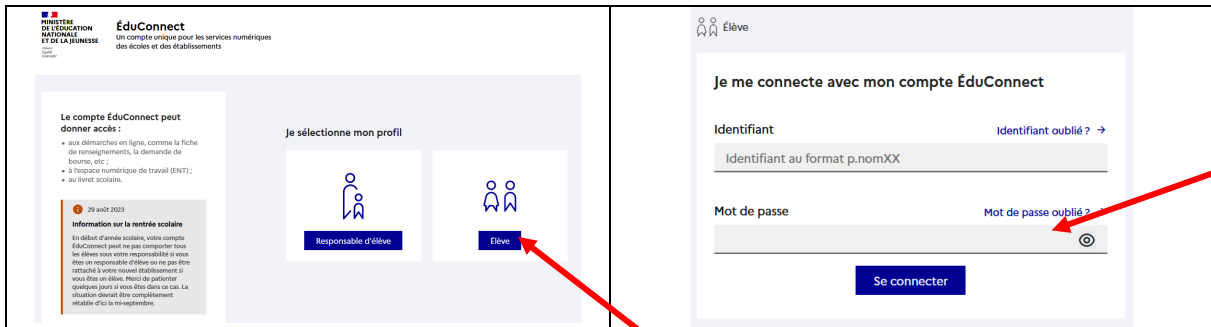 MINISTÈRE
DE L'ÉDUCATION
NATIONALE
ET DE LA JEUNESSE
Liberté
Égalité
Fraternité
ÉduConnect
Un compte unique pour les services numériques
des écoles et des établissements
Le compte ÉduConnect peut
donner accès :
• aux démarches en ligne, comme la fiche
de renseignements, la demande de
bourse, etc ;
• à l'espace numérique de travail (ENT) ;
• au livret scolaire.
29 août 2023
Information sur la rentrée scolaire
En début d'année scolaire, votre compte
ÉduConnect peut ne pas comporter tous
les élèves sous votre responsabilité si vous
êtes un responsable d'élève ou ne pas être
rattaché à votre nouvel établissement si
vous êtes un élève. Merci de patienter
quelques jours si vous êtes dans ce cas. La
situation devrait être complètement
rétablie d'ici la mi-septembre.
Je sélectionne mon profil
Responsable d'élève
Élève
Élève
Je me connecte avec mon compte ÉduConnect
Identifiant
Identifiant oublié ? →
Identifiant au format p.nomXX
Mot de passe
Mot de passe oublié ? →
Se connecter